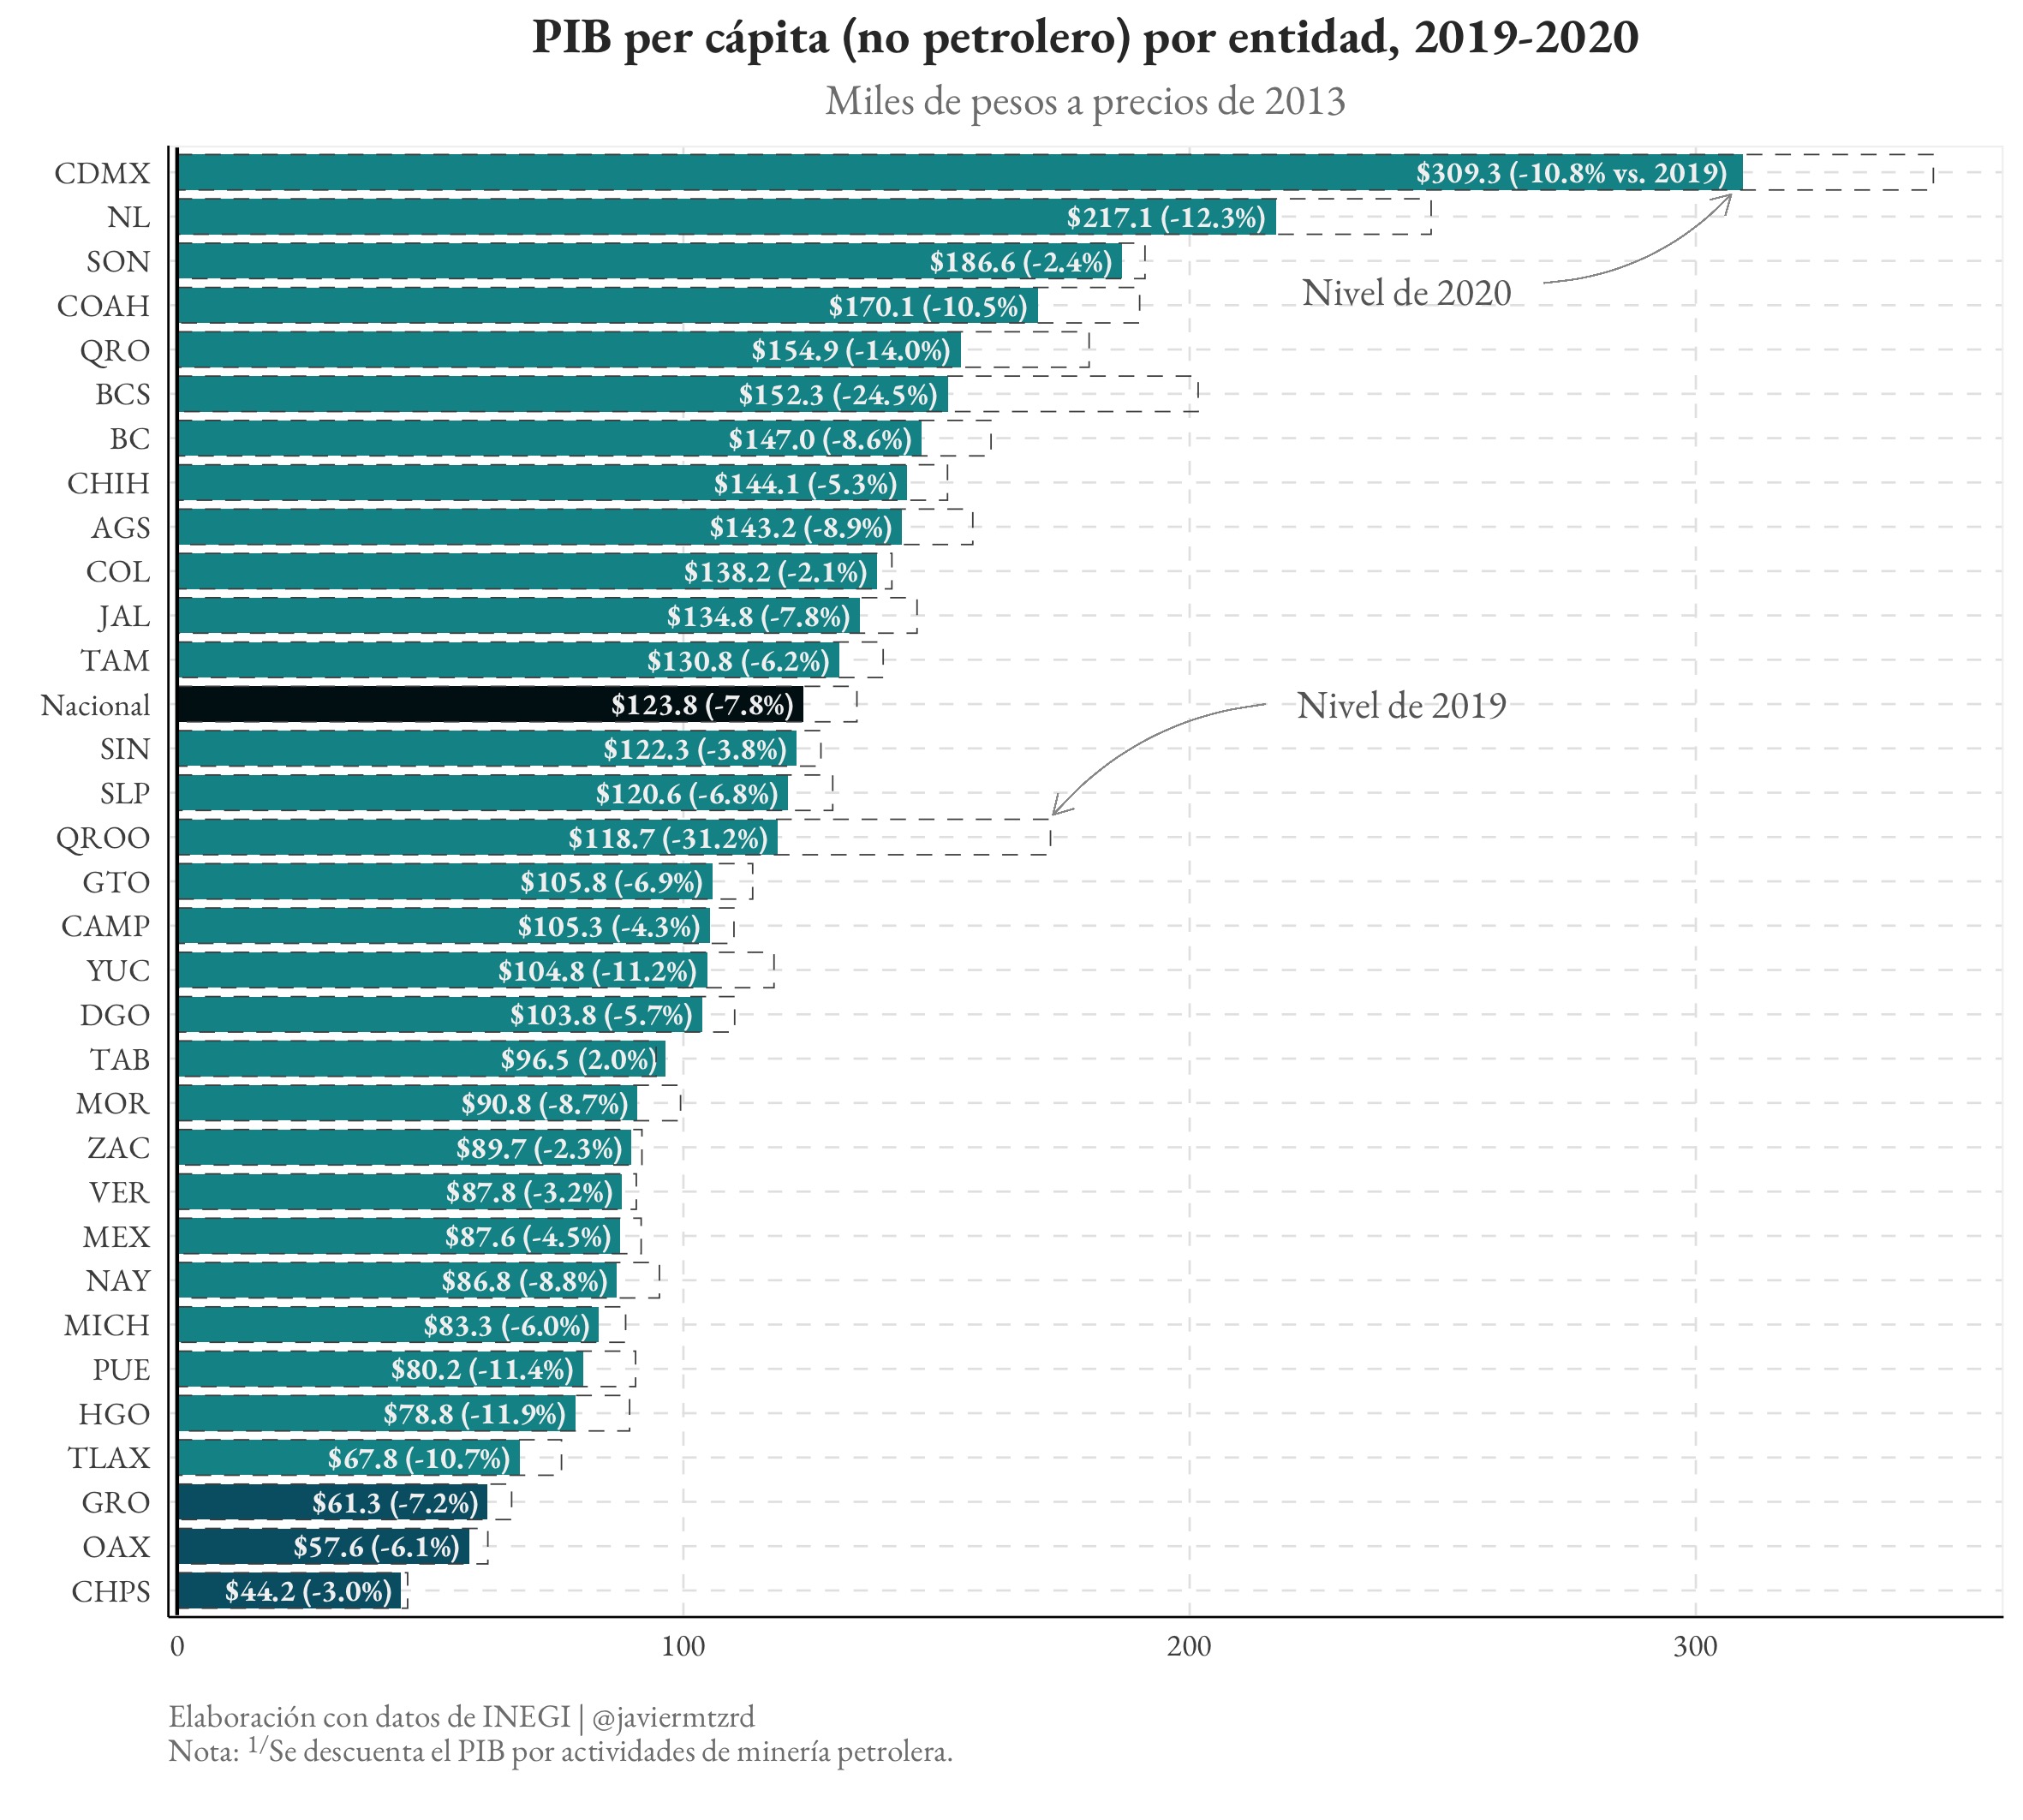 PIB per cápita (no petrolero) por entidad, 2019-2020
Miles de pesos a precios de 2013
CDMX $309.3 (-10.8% vs. 2019)
NL $217.1 (-12.3%)
SON $186.6 (-2.4%)
Nivel de 2020
COAH $170.1 (-10.5%)
QRO $154.9 (-14.0%)
BCS $152.3 (-24.5%)
BC $147.0 (-8.6%)
CHIH $144.1 (-5.3%)
AGS $143.2 (-8.9%)
COL $138.2 (-2.1%)
JAL $134.8 (-7.8%)
TAM $130.8 (-6.2%)
Nacional $123.8 (-7.8%) Nivel de 2019
SIN $122.3 (-3.8%)
SLP $120.6 (-6.8%)
QROO $118.7 (-31.2%)
GTO $105.8 (-6.9%)
CAMP $105.3 (-4.3%)
YUC $104.8 (-11.2%)
DGO $103.8 (-5.7%)
TAB $96.5 (2.0%)
MOR $90.8 (-8.7%)
ZAC $89.7 (-2.3%)
VER $87.8 (-3.2%)
MEX $87.6 (-4.5%)
NAY $86.8 (-8.8%)
MICH $83.3 (-6.0%)
PUE $80.2 (-11.4%)
HGO $78.8 (-11.9%)
TLAX $67.8 (-10.7%)
GRO $61.3 (-7.2%)
OAX $57.6 (-6.1%)
CHPS $44.2 (-3.0%)
0 100 200 300
Elaboración con datos de INEGI | @javiermtzrd
Nota: 1/Se descuenta el PIB por actividades de minería petrolera.